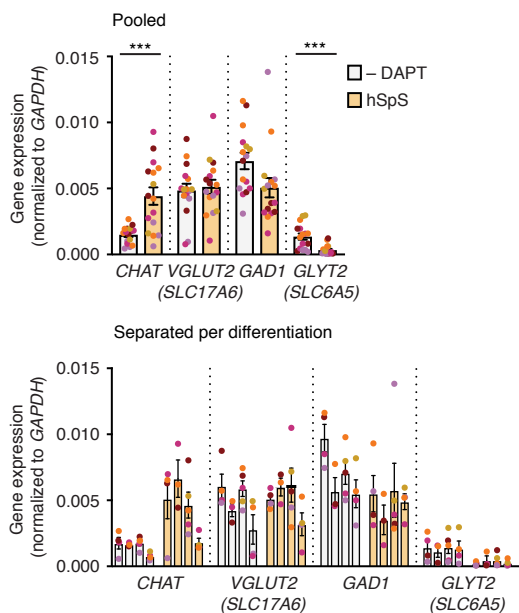 Pooled
*** ***
0.015
0.010
0.005
0.000
Gene expression
(normalized to GAPDH)
– DAPT
hSpS
CHAT VGLUT2 GAD1 GLYT2
(SLC17A6) (SLC6A5)
Separated per differentiation
0.015
0.010
0.005
0.000
Gene expression
(normalized to GAPDH)
CHAT VGLUT2 GAD1 GLYT2
(SLC17A6) (SLC6A5)